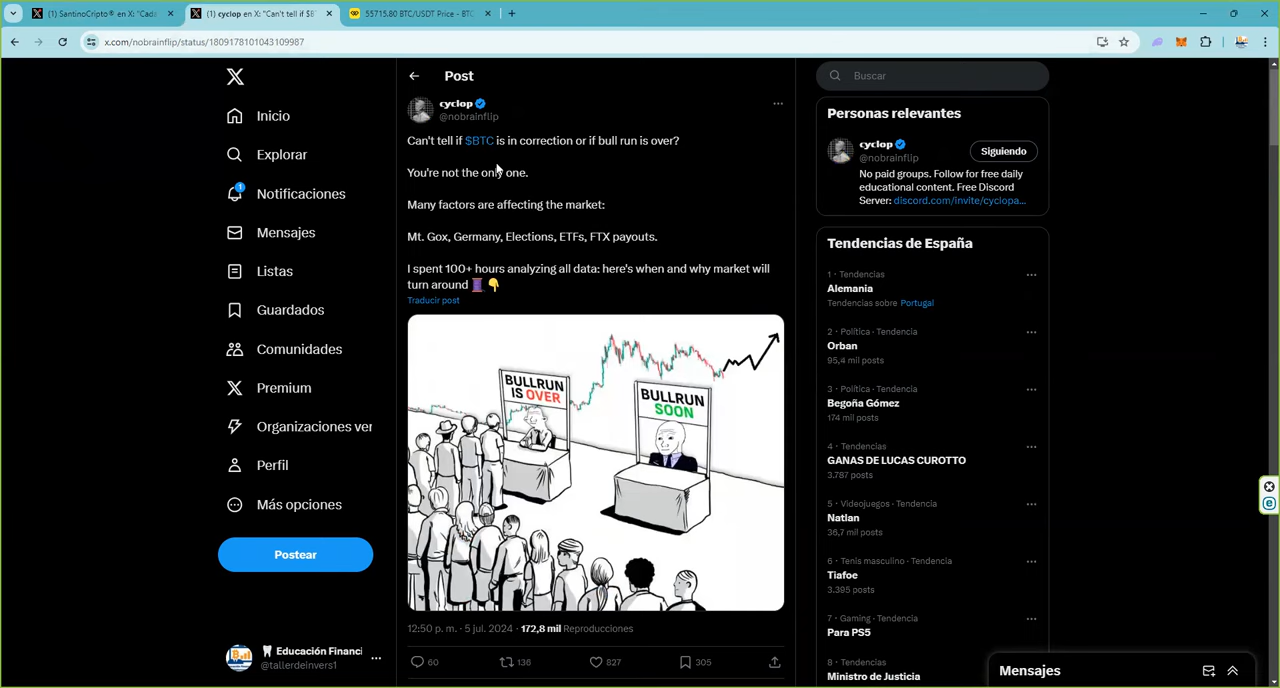 (1) SantinoCripto® en X: "Cada
(1) cyclop en X: "Can't tell if $B
55715.80 BTC/USDT Price - BTC
x.com/nobrainflip/status/1809178101043109987
Inicio
Explorar
1
Notificaciones
Mensajes
Listas
Guardados
Comunidades
Premium
Organizaciones ver
Perfil
Más opciones
Postear
Educación Financi
@tallerdeinvers1
Post
cyclop
@nobrainflip
Can't tell if $BTC is in correction or if bull run is over?
You're not the only one.
Many factors are affecting the market:
Mt. Gox, Germany, Elections, ETFs, FTX payouts.
I spent 100+ hours analyzing all data: here's when and why market will
turn around 🧵 👇
Traducir post
BULLRUN
IS OVER
BULLRUN
SOON
12:50 p. m. · 5 jul. 2024 · 172,8 mil Reproducciones
60
136
827
305
Buscar
Personas relevantes
cyclop
@nobrainflip
Siguiendo
No paid groups. Follow for free daily
educational content. Free Discord
Server: discord.com/invite/cyclopa...
Tendencias de España
1 · Tendencias
Alemania
Tendencias sobre Portugal
2 · Política · Tendencia
Orban
95,4 mil posts
3 · Política · Tendencia
Begoña Gómez
174 mil posts
4 · Tendencias
GANAS DE LUCAS CUROTTO
3.787 posts
5 · Videojuegos · Tendencia
Natlan
36,7 mil posts
6 · Tenis masculino · Tendencia
Tiafoe
3.395 posts
7 · Gaming · Tendencia
Para PS5
8 · Tendencias
Ministro de Justicia
Mensajes